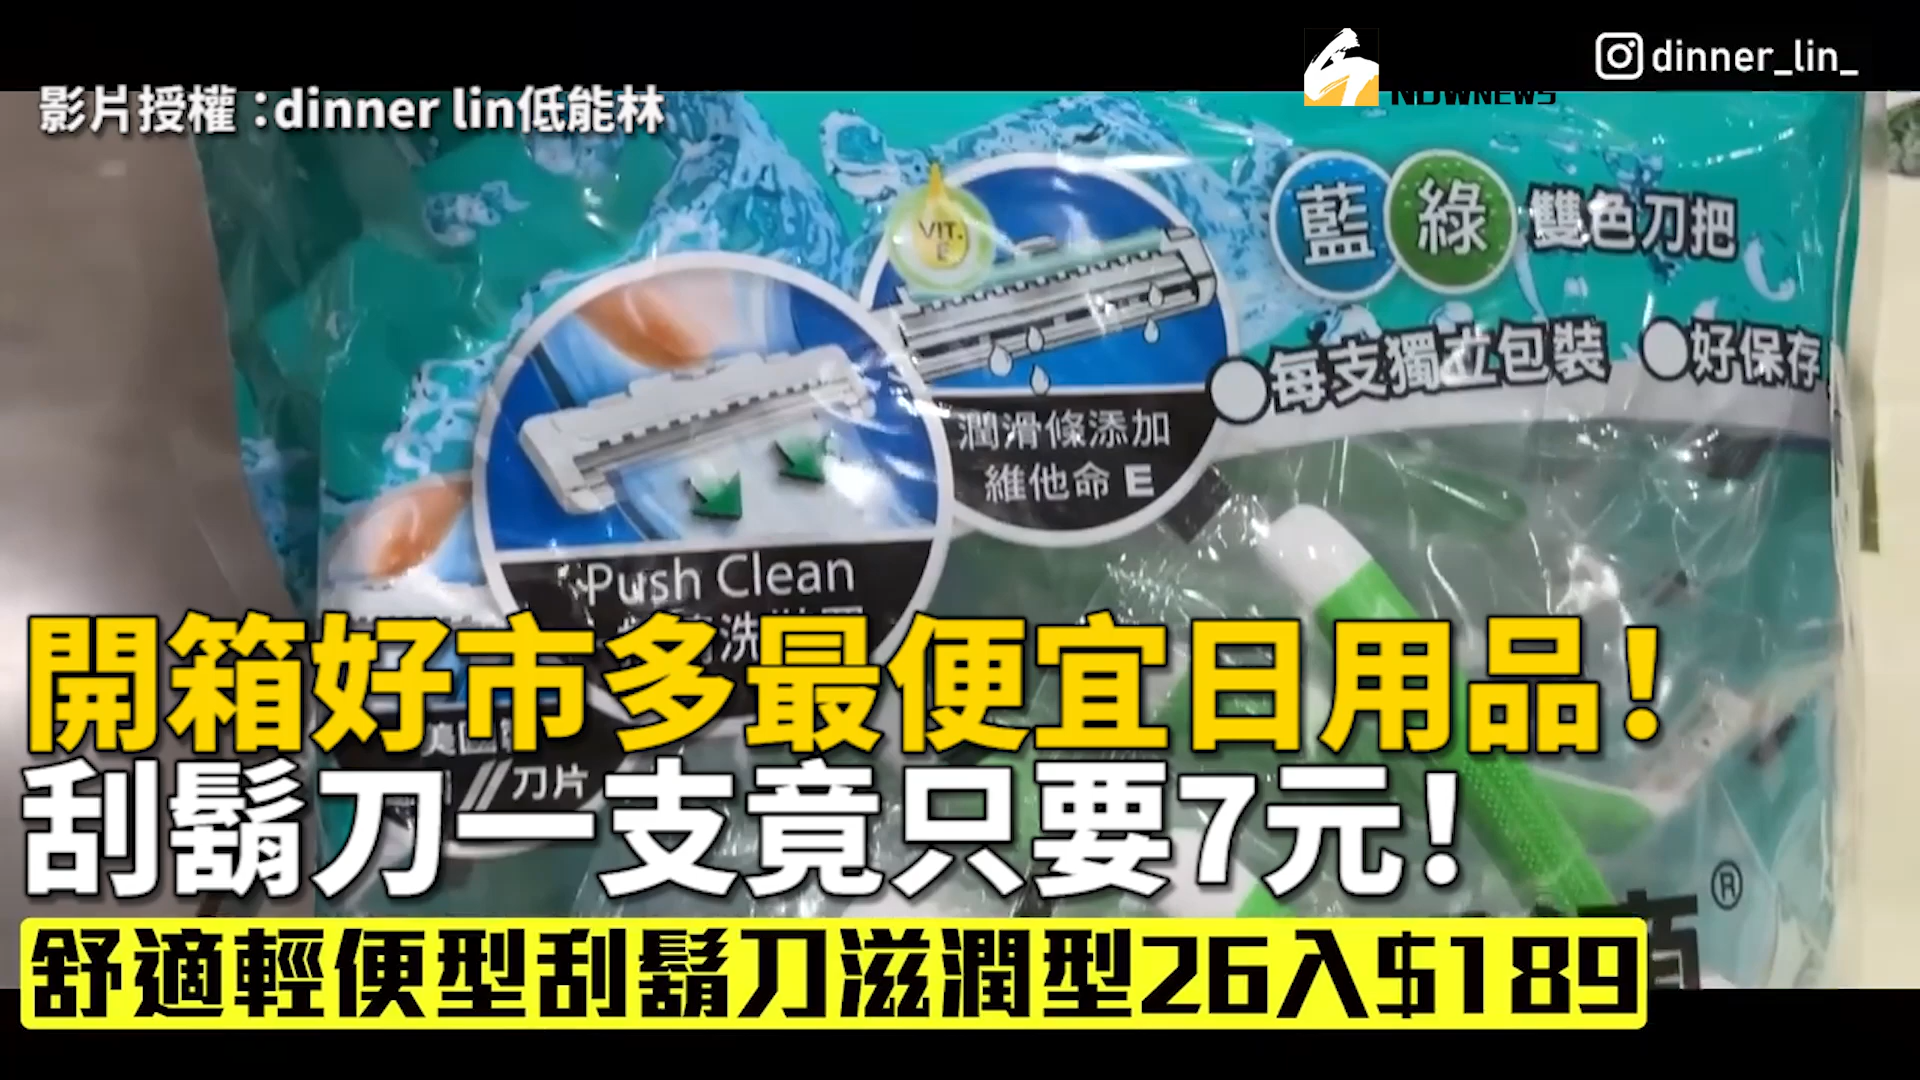 dinner_lin_
NOWNEWS
影片授權：dinner lin低能林
藍 綠 雙色刀把
VIT.
E
每支獨立包裝 好保存
潤滑條添加
維他命 E
Push Clean
開箱好市多最便宜日用品！
刀片
刮鬍刀一支竟只要7元！
®
舒適輕便型刮鬍刀滋潤型26入$189